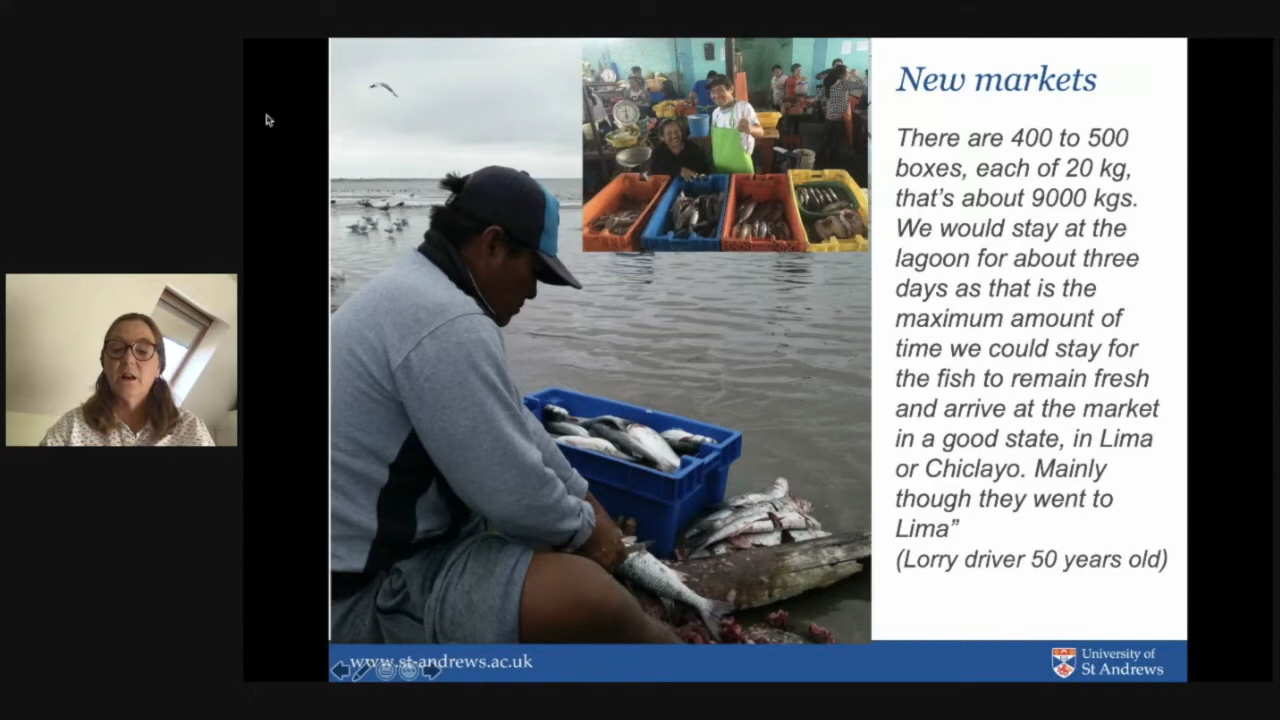 New markets
There are 400 to 500
boxes, each of 20 kg,
that's about 9000 kgs.
We would stay at the
lagoon for about three
days as that is the
maximum amount of
time we could stay for
the fish to remain fresh
and arrive at the market
in a good state, in Lima
or Chiclayo. Mainly
though they went to
Lima”
(Lorry driver 50 years old)
www.st-andrews.ac.uk
University of
St Andrews